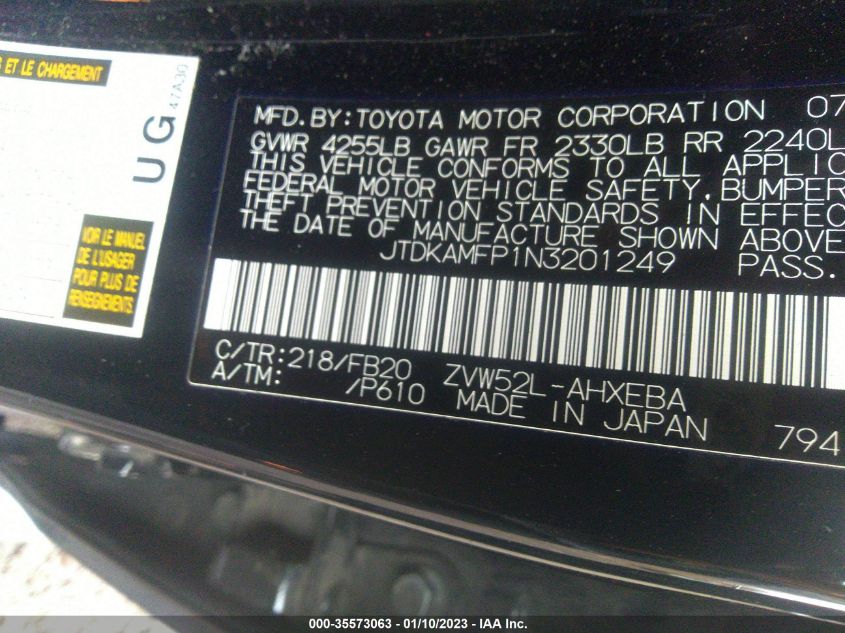 ET LE CHARGEMENT
UG
47A30
VOIR LE MANUEL
DE L'USAGER
POUR PLUS DE
RENSEIGNEMENTS.
MFD.BY:TOYOTA MOTOR CORPORATION 07
GVWR 4255LB GAWR FR 2330LB RR 2240L
THIS VEHICLE CONFORMS TO ALL APPLIC
FEDERAL MOTOR VEHICLE SAFETY,BUMPER
THEFT PREVENTION STANDARDS IN EFFEC
THE DATE OF MANUFACTURE SHOWN ABOVE
JTDKAMFP1N3201249 PASS.
C/TR:218/FB20 ZVW52L-AHXEBA
A/TM: /P610 MADE IN JAPAN 794
000-35573063 — 01/10/2023 — IAA Inc.